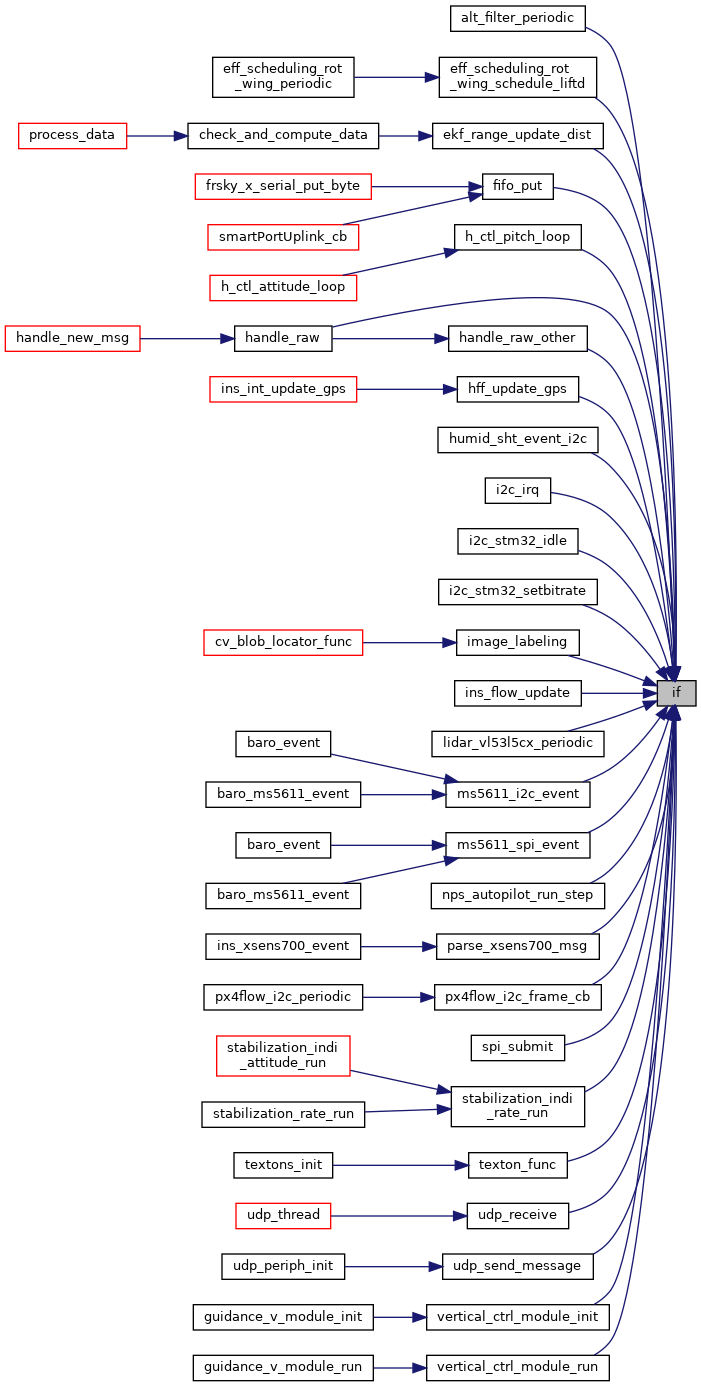 alt_filter_periodic
eff_scheduling_rot
_wing_periodic
eff_scheduling_rot
_wing_schedule_liftd
process_data
check_and_compute_data
ekf_range_update_dist
frsky_x_serial_put_byte
fifo_put
smartPortUplink_cb
h_ctl_pitch_loop
h_ctl_attitude_loop
handle_new_msg
handle_raw
handle_raw_other
ins_int_update_gps
hff_update_gps
humid_sht_event_i2c
i2c_irq
i2c_stm32_idle
i2c_stm32_setbitrate
cv_blob_locator_func
image_labeling
ins_flow_update
if
baro_event
lidar_vl53l5cx_periodic
baro_ms5611_event
ms5611_i2c_event
baro_event
ms5611_spi_event
baro_ms5611_event
nps_autopilot_run_step
ins_xsens700_event
parse_xsens700_msg
px4flow_i2c_periodic
px4flow_i2c_frame_cb
spi_submit
stabilization_indi
_attitude_run
stabilization_indi
_rate_run
stabilization_rate_run
textons_init
texton_func
udp_thread
udp_receive
udp_periph_init
udp_send_message
guidance_v_module_init
vertical_ctrl_module_init
guidance_v_module_run
vertical_ctrl_module_run